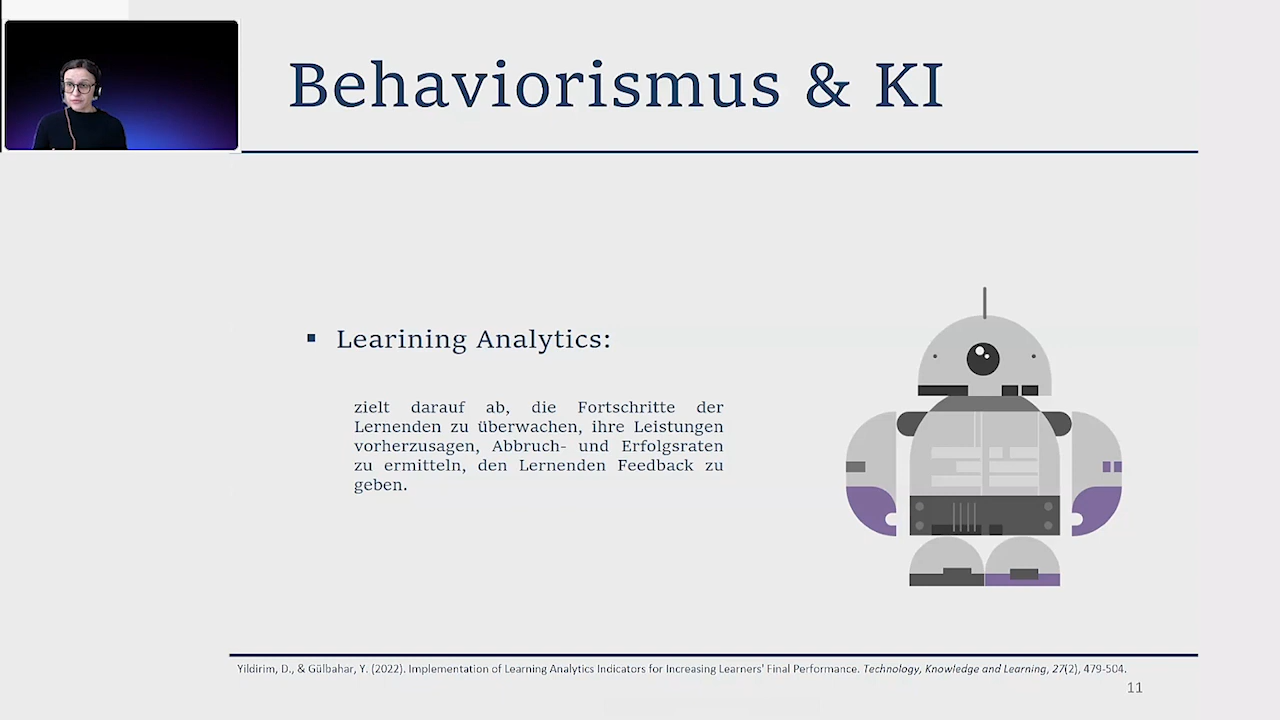 Behaviorismus & KI
▪ Learining Analytics:
zielt darauf ab, die Fortschritte der
Lernenden zu überwachen, ihre Leistungen
vorherzusagen, Abbruch- und Erfolgsraten
zu ermitteln, den Lernenden Feedback zu
geben.
Yildirim, D., & Gülbahar, Y. (2022). Implementation of Learning Analytics Indicators for Increasing Learners' Final Performance. Technology, Knowledge and Learning, 27(2), 479-504.
11